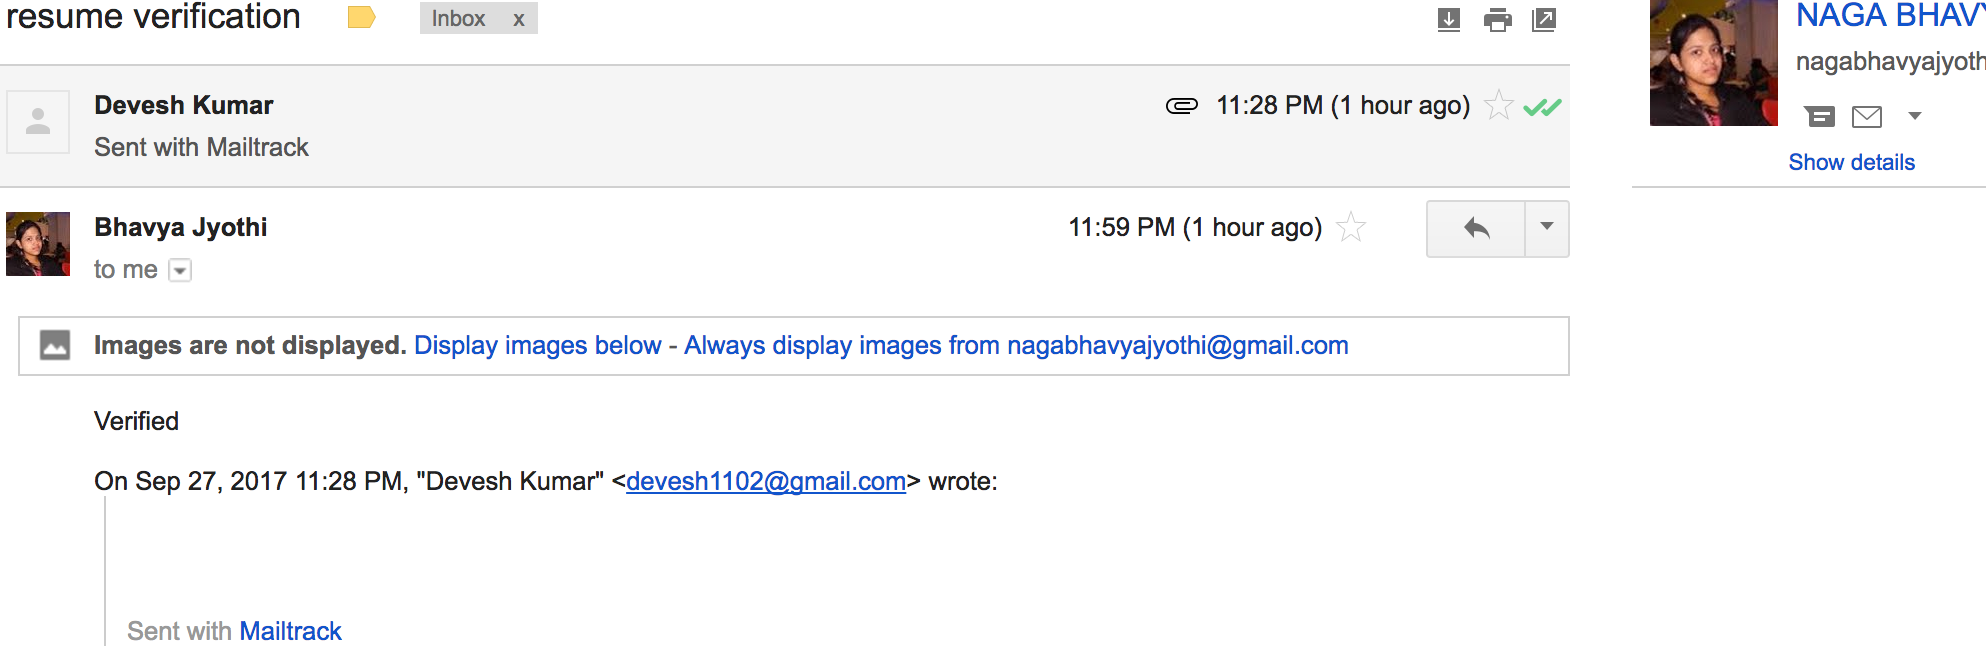 resume verification Inbox x
NAGA BHAVY
nagabhavyajyoth
Show details
Devesh Kumar 11:28 PM (1 hour ago)
Sent with Mailtrack
Bhavya Jyothi 11:59 PM (1 hour ago)
to me
Images are not displayed. Display images below - Always display images from nagabhavyajyothi@gmail.com
Verified
On Sep 27, 2017 11:28 PM, "Devesh Kumar" <devesh1102@gmail.com> wrote:
Sent with Mailtrack